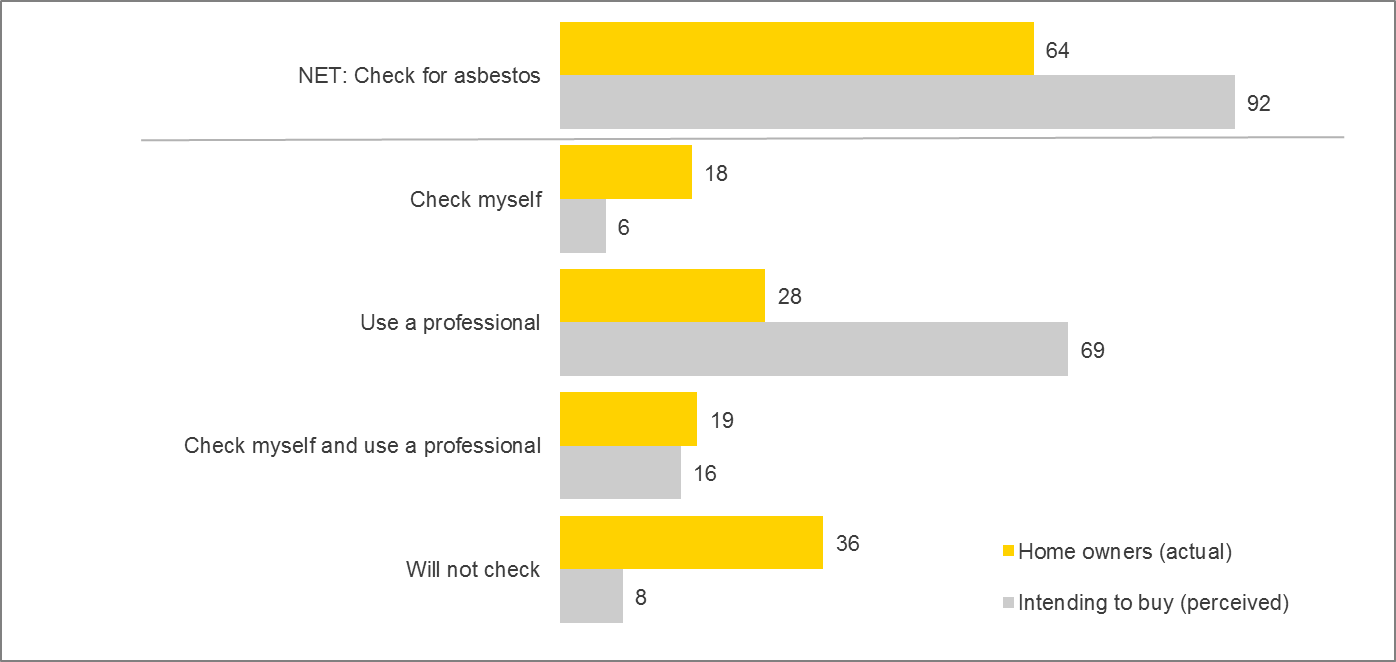 64
NET: Check for asbestos
92
18
Check myself
6
28
Use a professional
69
19
Check myself and use a professional
16
36
Will not check
8
Home owners (actual)
Intending to buy (perceived)